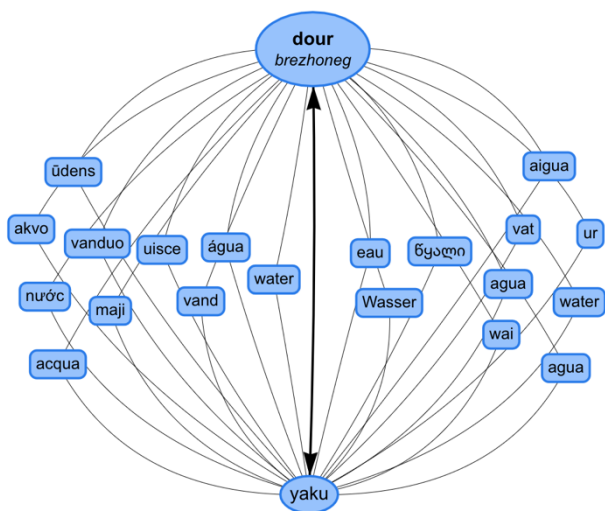 dour
brezhoneg
ūdens
aigua
akvo
vanduo
uisce
água
eau
წყალი
vat
ur
nước
maji
vand
water
Wasser
agua
water
wai
acqua
agua
yaku